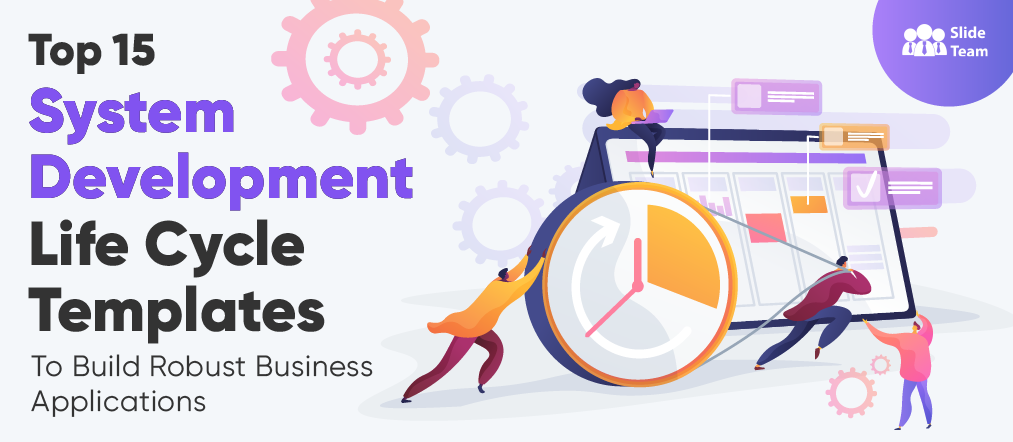 Top 15
System
Development
Life Cycle
Templates
To Build Robust Business
Applications
Slide
Team